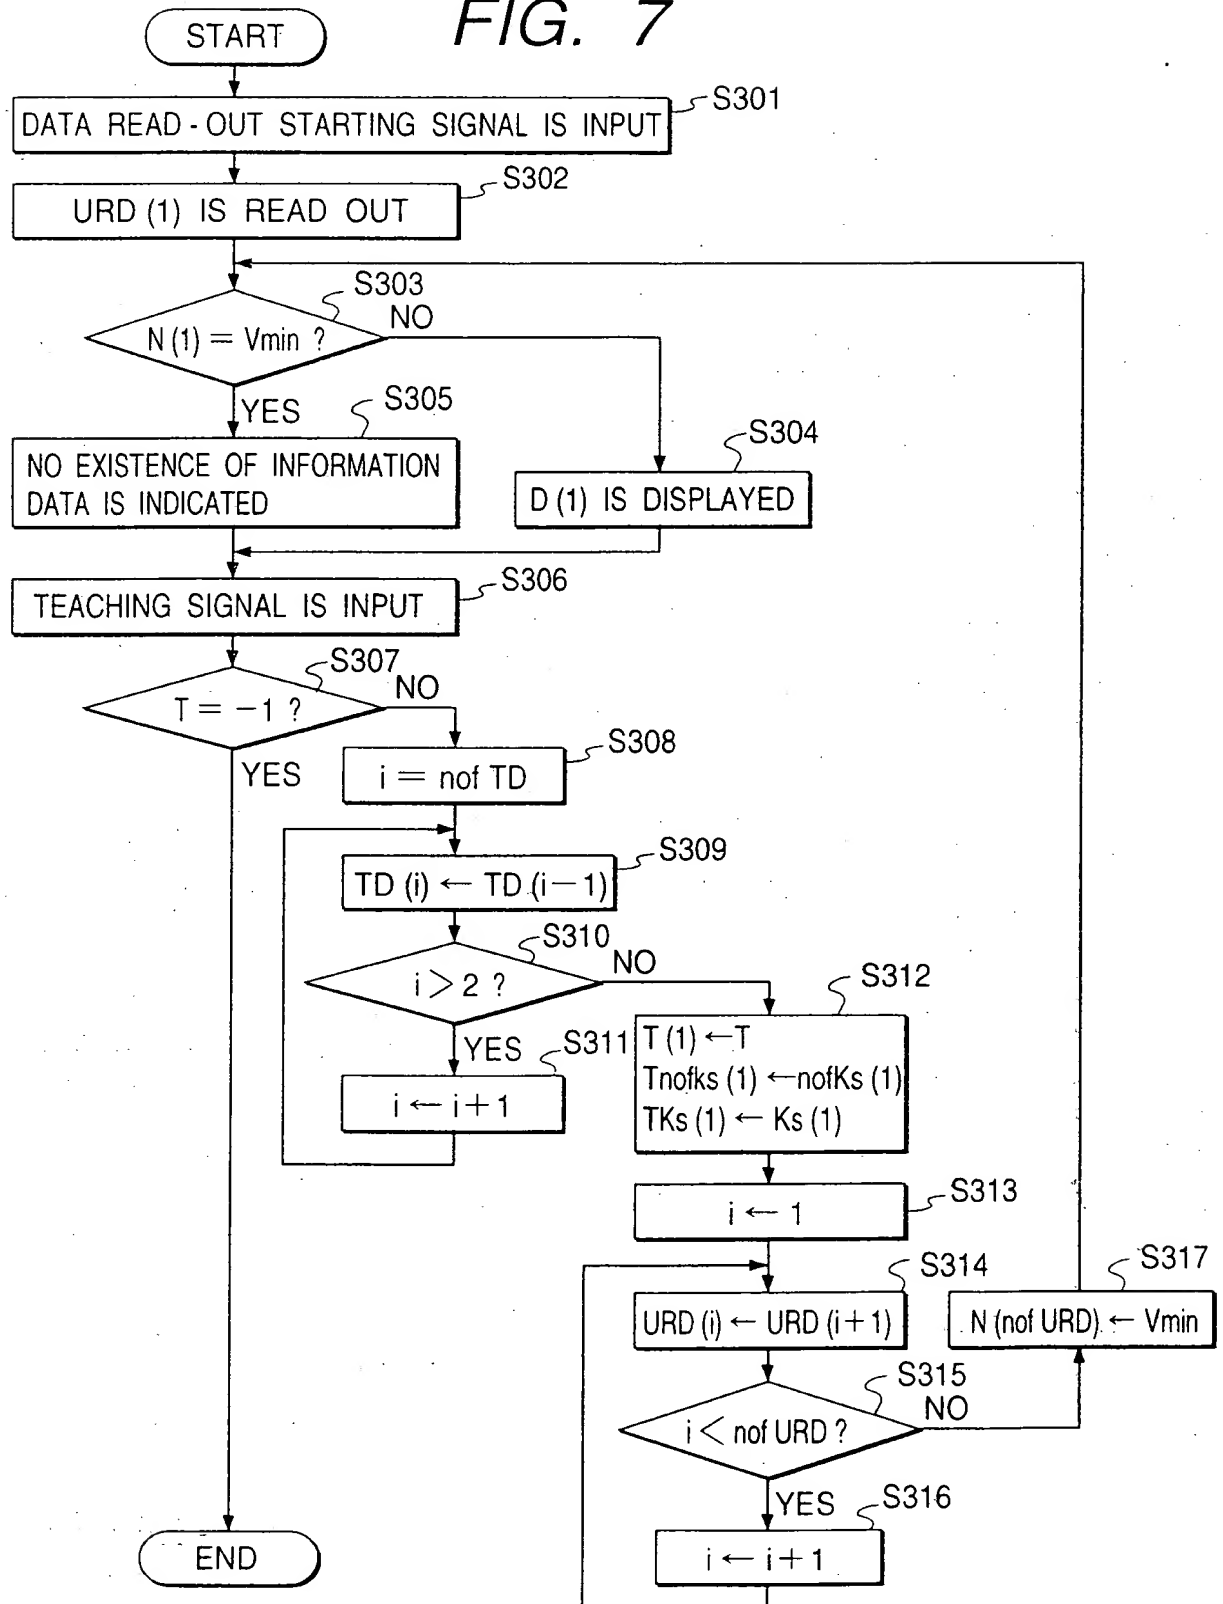 FIG. 7
START
S301
DATA READ-OUT STARTING SIGNAL IS INPUT
S302
URD (1) IS READ OUT
S303
N (1) = Vmin ?
NO
YES
S305
NO EXISTENCE OF INFORMATION
DATA IS INDICATED
S304
D (1) IS DISPLAYED
S306
TEACHING SIGNAL IS INPUT
S307
T = −1 ?
NO
YES
S308
i = nof TD
S309
TD (i) ← TD (i−1)
S310
i > 2 ?
NO
YES
S311
i ← i+1
S312
T (1) ←T
Tnofks (1) ←nofKs (1)
TKs (1) ← Ks (1)
S313
i ← 1
S314
URD (i) ← URD (i+1)
S317
N (nof URD) ← Vmin
S315
i < nof URD ?
NO
YES
S316
i ← i+1
END